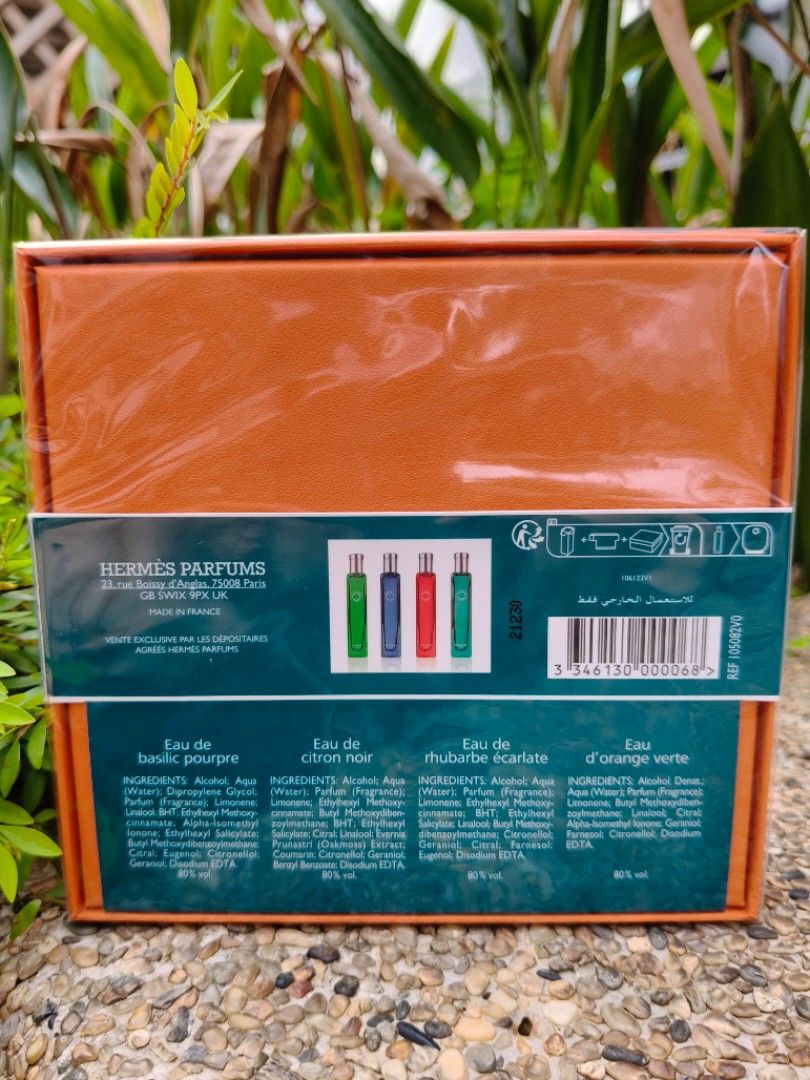 HERMÈS PARFUMS
23, rue Boissy d'Anglas, 75008 Paris
GB SWIX 9PX UK
MADE IN FRANCE
VENTE EXCLUSIVE PAR LES DÉPOSITAIRES
AGRÉÉS HERMÈS PARFUMS
21230
106123V1
للاستعمال الخارجي فقط
3 346130 000068 >
REF 105082V0
Eau de
basilic pourpre
INGREDIENTS: Alcohol; Aqua
(Water); Dipropylene Glycol;
Parfum (Fragrance); Limonene;
Linalool; BHT; Ethylhexyl Methoxy-
cinnamate, Alpha-Isomethyl
Ionone; Ethylhexyl Salicylate;
Butyl Methoxydibenzoylmethane;
Citral; Eugenol; Citronellol;
Geraniol; Disodium EDTA.
80% vol.
Eau de
citron noir
INGREDIENTS: Alcohol; Aqua
(Water); Parfum (Fragrance);
Limonene; Ethylhexyl Methoxy-
cinnamate; Butyl Methoxydiben-
zoylmethane; BHT; Ethylhexyl
Salicylate; Citral; Linalool; Evernia
Prunastri (Oakmoss) Extract;
Coumarin; Citronellol; Geraniol;
Benzyl Benzoate; Disodium EDTA.
80% vol.
Eau de
rhubarbe écarlate
INGREDIENTS: Alcohol; Aqua
(Water); Parfum (Fragrance);
Limonene; Ethylhexyl Methoxy-
cinnamate; BHT; Ethylhexyl
Salicylate; Linalool; Butyl Methoxy-
dibenzoylmethane; Citronellol;
Geraniol; Citral; Farnesol;
Eugenol; Disodium EDTA.
80% vol.
Eau
d'orange verte
INGREDIENTS: Alcohol Denat.;
Aqua (Water); Parfum (Fragrance);
Limonene; Butyl Methoxydiben-
zoylmethane; Linalool; Citral;
Alpha-Isomethyl Ionone; Geraniol;
Farnesol; Citronellol; Disodium
EDTA.
80% vol.